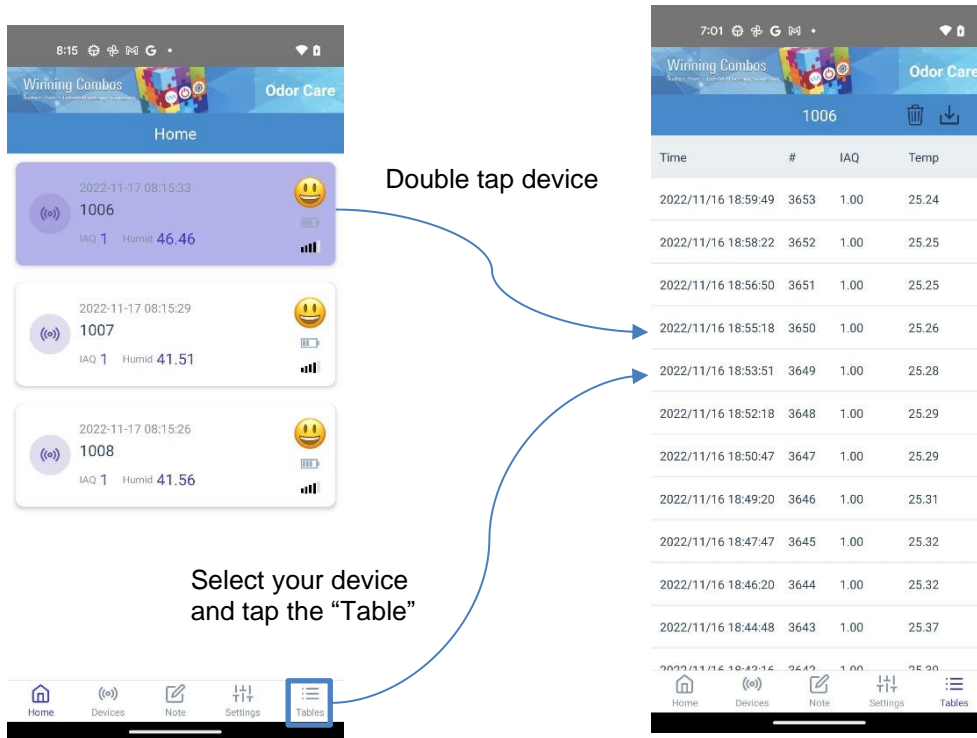 8:15
Winning Combos
Odor Care
Home
2022-11-17 08:15:33
1006
IAQ 1 Humid 46.46
2022-11-17 08:15:29
1007
IAQ 1 Humid 41.51
2022-11-17 08:15:26
1008
IAQ 1 Humid 41.56
Home Devices Note Settings Tables
Double tap device
Select your device
and tap the “Table”
7:01
Winning Combos
Odor Care
1006
Time # IAQ Temp
2022/11/16 18:59:49 3653 1.00 25.24
2022/11/16 18:58:22 3652 1.00 25.25
2022/11/16 18:56:50 3651 1.00 25.25
2022/11/16 18:55:18 3650 1.00 25.26
2022/11/16 18:53:51 3649 1.00 25.28
2022/11/16 18:52:18 3648 1.00 25.29
2022/11/16 18:50:47 3647 1.00 25.29
2022/11/16 18:49:20 3646 1.00 25.31
2022/11/16 18:47:47 3645 1.00 25.32
2022/11/16 18:46:20 3644 1.00 25.32
2022/11/16 18:44:48 3643 1.00 25.37
2022/11/16 18:43:16 3642 1.00
Home Devices Note Settings Tables